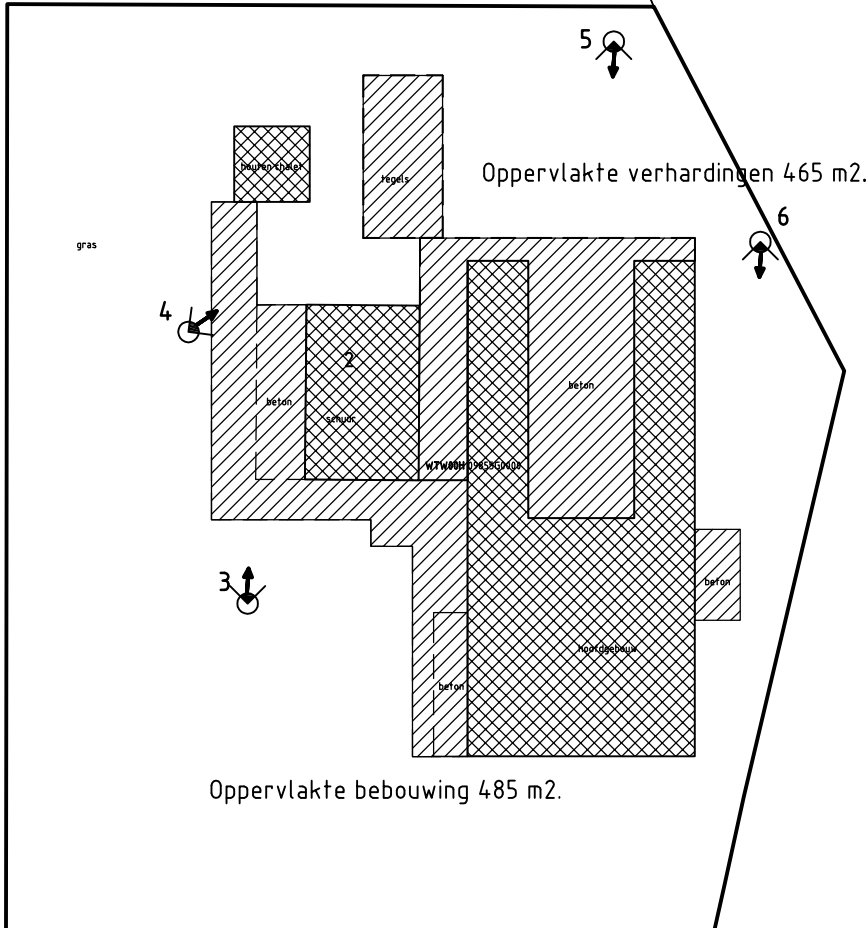 5
houten chalet
tegels
Oppervlakte verhardingen 465 m2.
6
gras
4
2
beton
beton
schuur
3
beton
hoofdgebouw
beton
Oppervlakte bebouwing 485 m2.